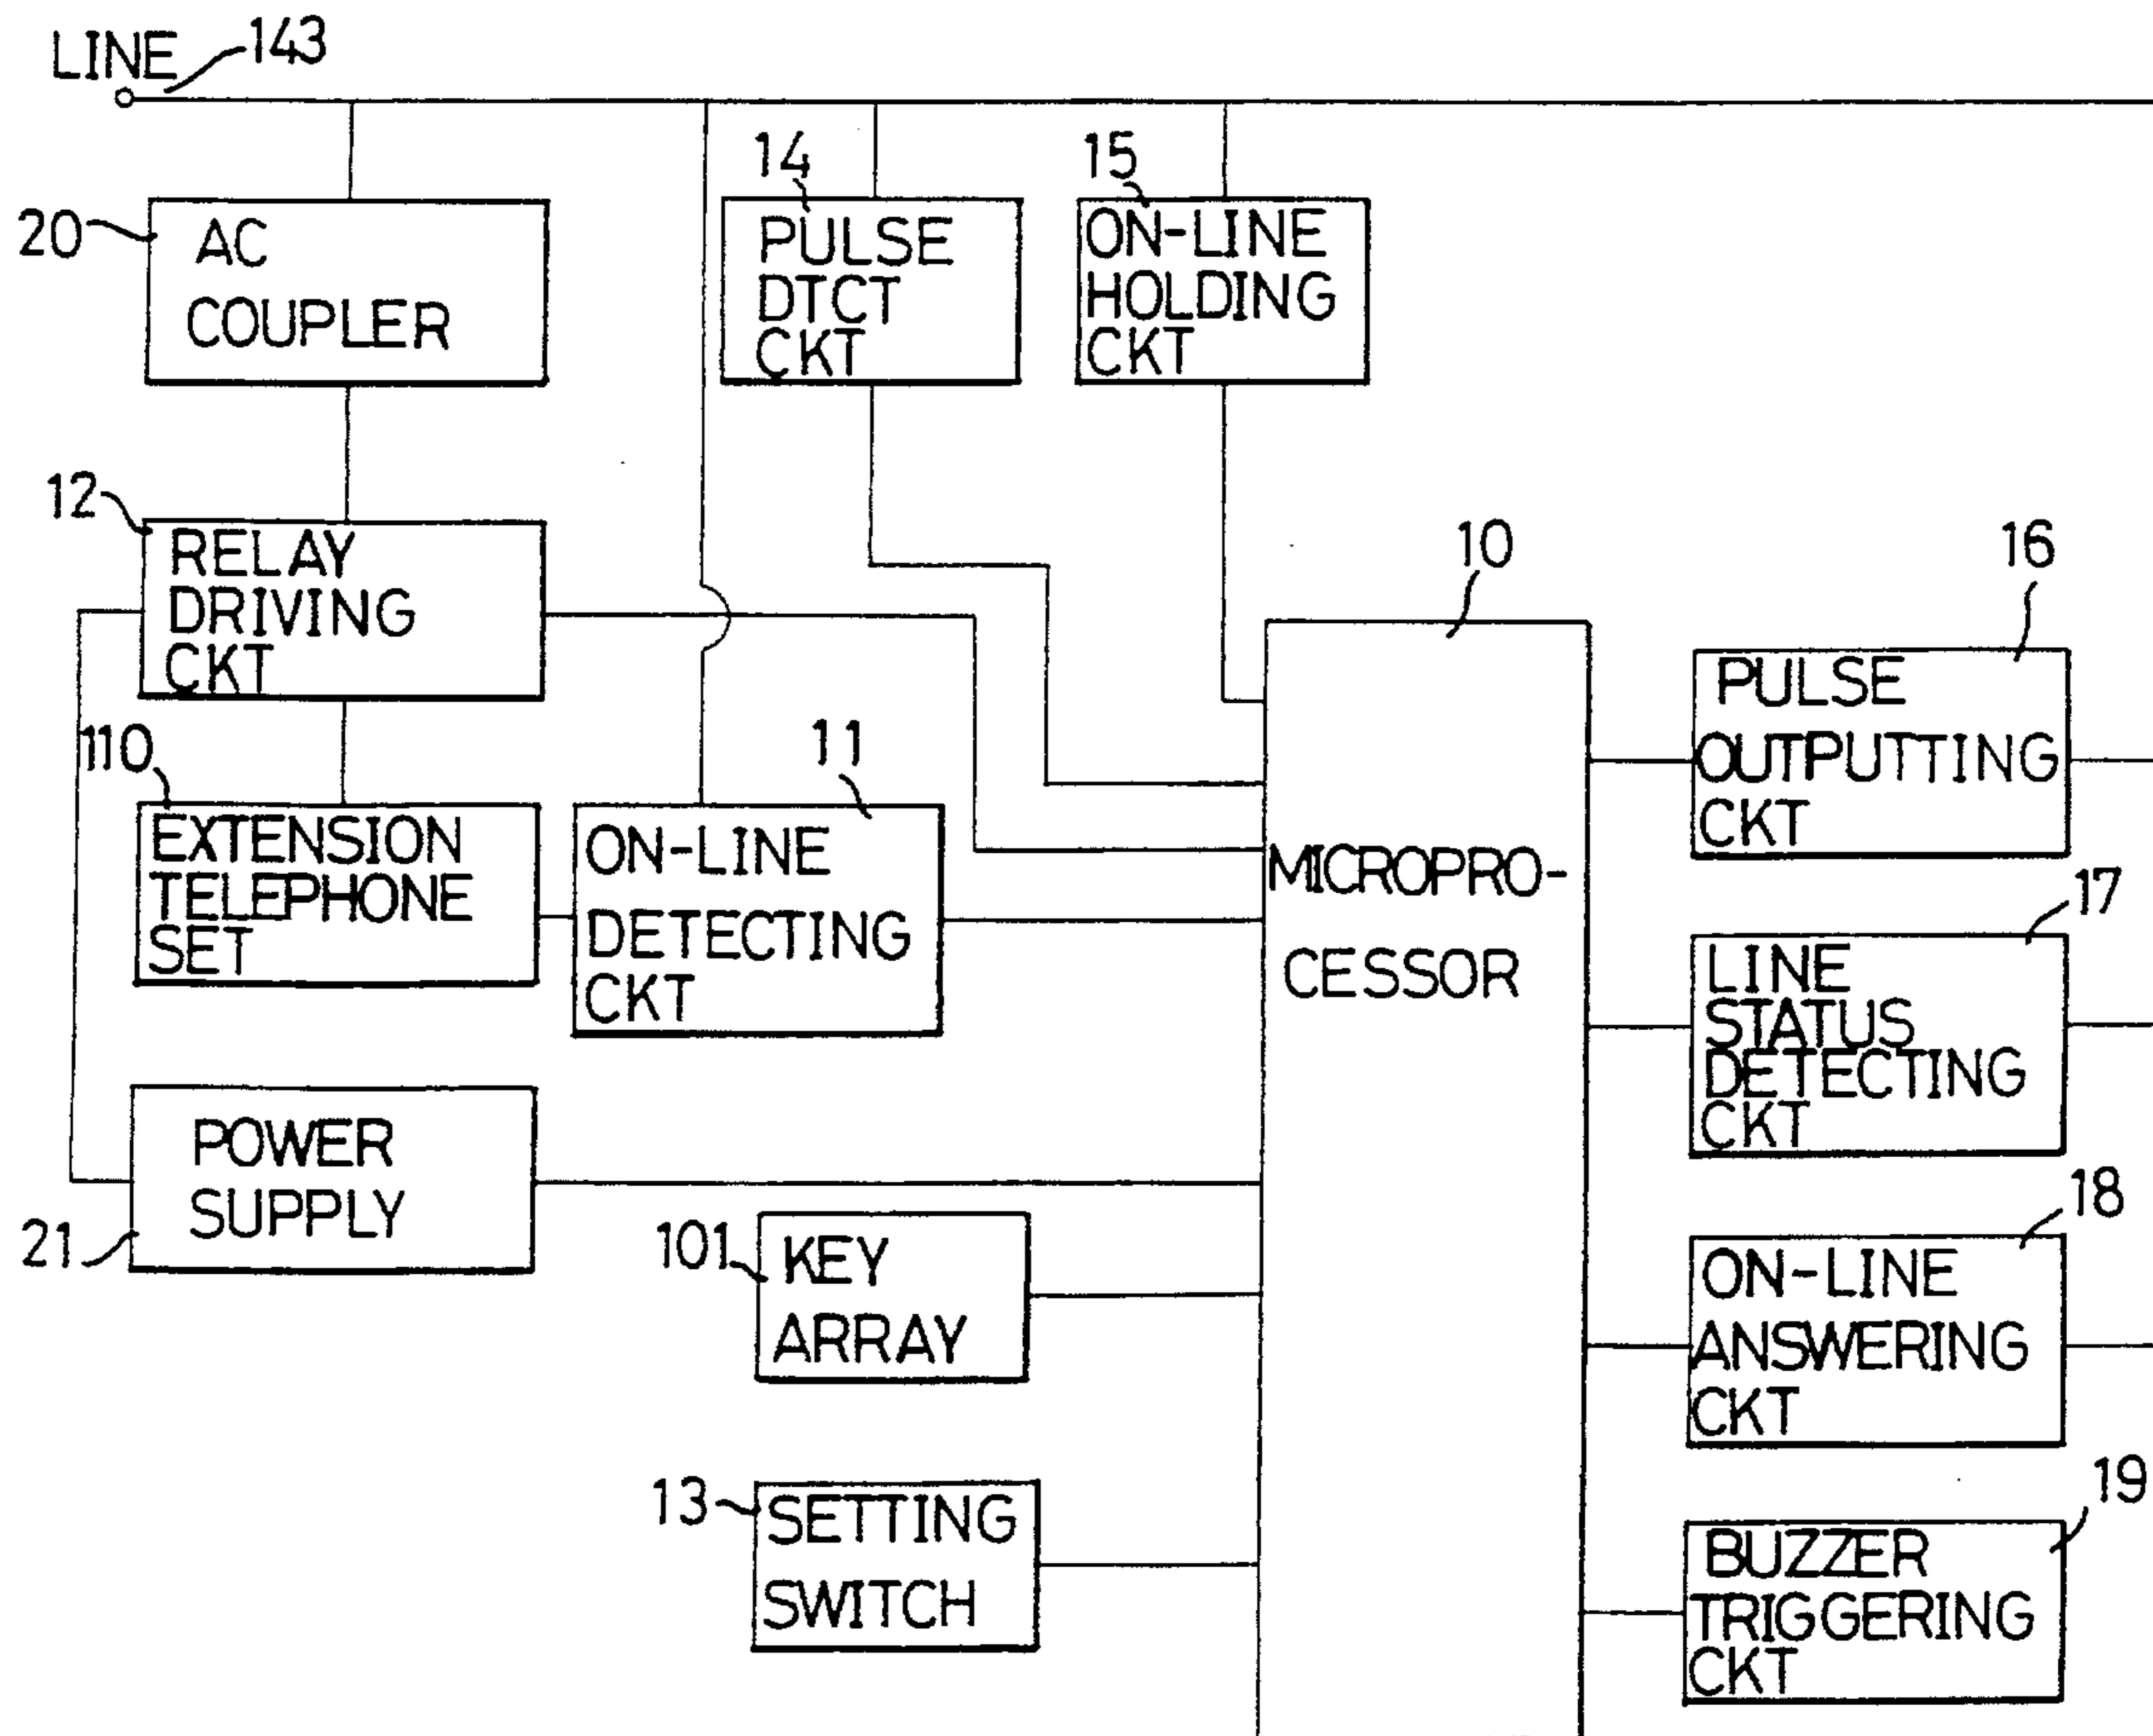 LINE
143
20
AC
COUPLER
14
PULSE
DTCT
CKT
15
ON-LINE
HOLDING
CKT
12
RELAY
DRIVING
CKT
10
MICROPRO-
CESSOR
16
PULSE
OUTPUTTING
CKT
110
EXTENSION
TELEPHONE
SET
11
ON-LINE
DETECTING
CKT
17
LINE
STATUS
DETECTING
CKT
POWER
SUPPLY
21
101
KEY
ARRAY
18
ON-LINE
ANSWERING
CKT
13
SETTING
SWITCH
19
BUZZER
TRIGGERING
CKT